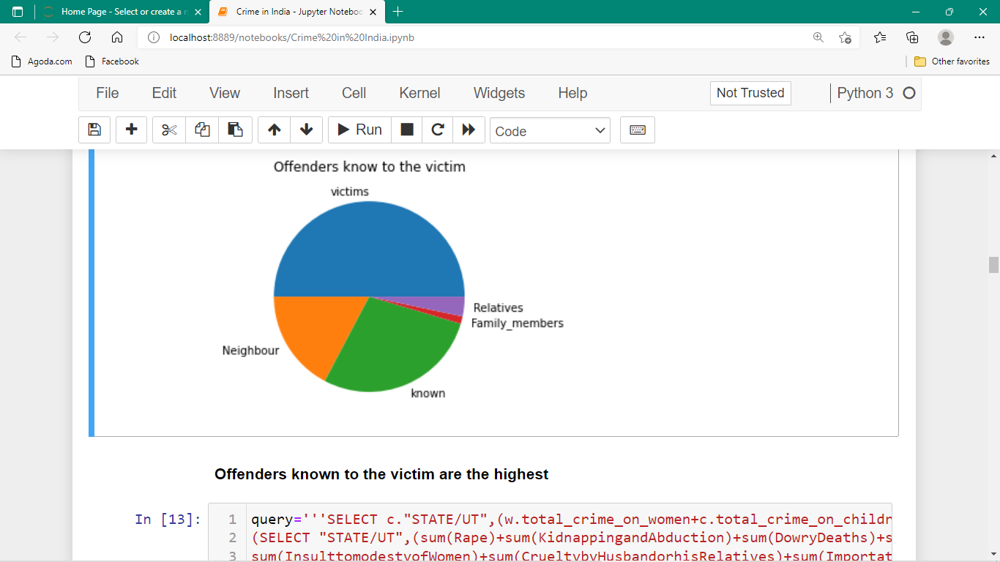 Home Page - Select or create a n
Crime in India - Jupyter Noteboo
localhost:8889/notebooks/Crime%20in%20India.ipynb
Agoda.com
Facebook
Other favorites
File Edit View Insert Cell Kernel Widgets Help Not Trusted Python 3
Run Code
Offenders know to the victim
victims
Relatives
Family_members
Neighbour
known
Offenders known to the victim are the highest
In [13]:
1 query='''SELECT c."STATE/UT",(w.total_crime_on_women+c.total_crime_on_childr
2 (SELECT "STATE/UT",(sum(Rape)+sum(KidnappingandAbduction)+sum(DowryDeaths)+s
3 sum(InsulttomodestyofWomen)+sum(CrueltybyHusbandorhisRelatives)+sum(Importat